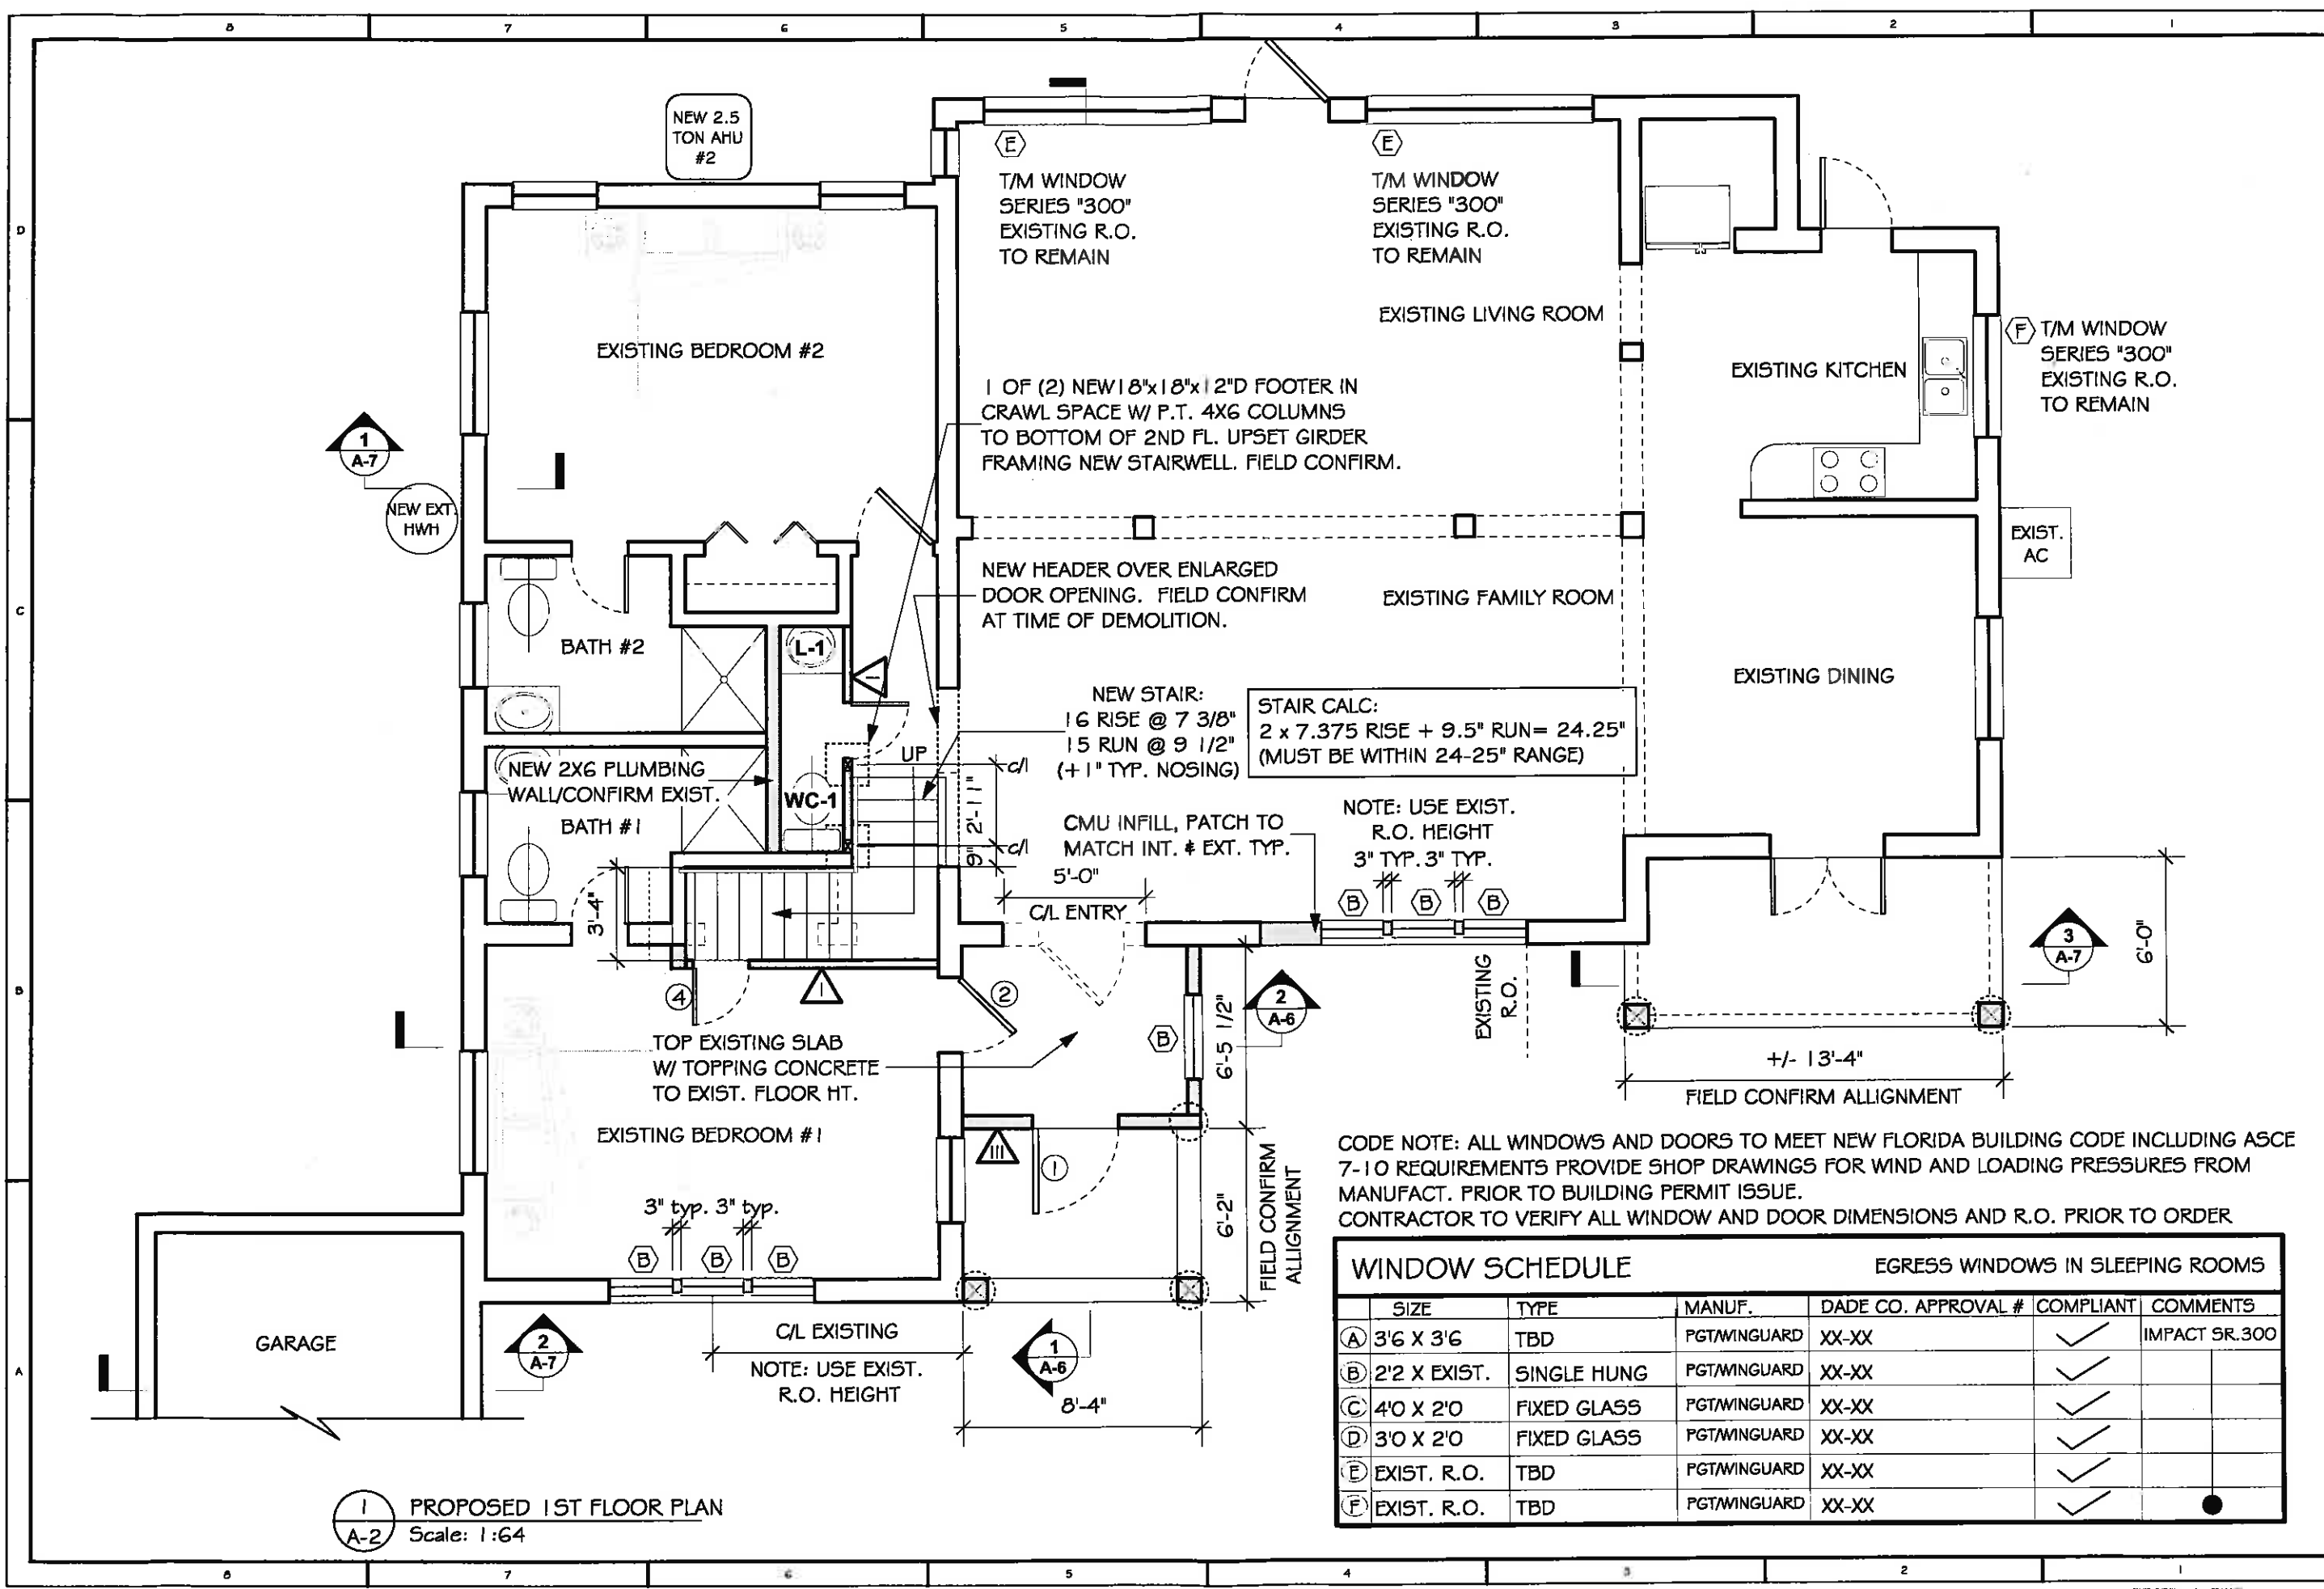 8 7 6 5 4 3 2 1
D
C
B
A
NEW 2.5
TON AHU
#2
E
T/M WINDOW
SERIES "300"
EXISTING R.O.
TO REMAIN
E
T/M WINDOW
SERIES "300"
EXISTING R.O.
TO REMAIN
EXISTING LIVING ROOM
EXISTING BEDROOM #2
EXISTING KITCHEN
F
T/M WINDOW
SERIES "300"
EXISTING R.O.
TO REMAIN
1 OF (2) NEW 18"x18"x12"D FOOTER IN
CRAWL SPACE W/ P.T. 4X6 COLUMNS
TO BOTTOM OF 2ND FL. UPSET GIRDER
FRAMING NEW STAIRWELL. FIELD CONFIRM.
1
A-7
NEW EXT.
HWH
EXIST.
AC
NEW HEADER OVER ENLARGED
DOOR OPENING. FIELD CONFIRM
AT TIME OF DEMOLITION.
EXISTING FAMILY ROOM
BATH #2
L-1
I
EXISTING DINING
NEW STAIR:
16 RISE @ 7 3/8"
15 RUN @ 9 1/2"
(+1" TYP. NOSING)
STAIR CALC:
2 x 7.375 RISE + 9.5" RUN= 24.25"
(MUST BE WITHIN 24-25" RANGE)
UP
c/l
2'-11"
c/l
9"
NEW 2X6 PLUMBING
WALL/CONFIRM EXIST.
WC-1
BATH #1
CMU INFILL, PATCH TO
MATCH INT. & EXT. TYP.
NOTE: USE EXIST.
R.O. HEIGHT
3" TYP. 3" TYP.
B B B
5'-0"
C/L ENTRY
3'-4"
EXISTING
R.O.
3
A-7
6'-0"
4
I
2
B
6'-5 1/2"
2
A-6
TOP EXISTING SLAB
W/ TOPPING CONCRETE
TO EXIST. FLOOR HT.
+/- 13'-4"
FIELD CONFIRM ALLIGNMENT
EXISTING BEDROOM #1
III
1
6'-2"
FIELD CONFIRM
ALLIGNMENT
3" typ. 3" typ.
B B B
GARAGE
2
A-7
C/L EXISTING
NOTE: USE EXIST.
R.O. HEIGHT
1
A-6
8'-4"
CODE NOTE: ALL WINDOWS AND DOORS TO MEET NEW FLORIDA BUILDING CODE INCLUDING ASCE
7-10 REQUIREMENTS PROVIDE SHOP DRAWINGS FOR WIND AND LOADING PRESSURES FROM
MANUFACT. PRIOR TO BUILDING PERMIT ISSUE.
CONTRACTOR TO VERIFY ALL WINDOW AND DOOR DIMENSIONS AND R.O. PRIOR TO ORDER
WINDOW SCHEDULE EGRESS WINDOWS IN SLEEPING ROOMS
SIZE TYPE MANUF. DADE CO. APPROVAL # COMPLIANT COMMENTS
A 3'6 X 3'6 TBD PGT/WINGUARD XX-XX IMPACT SR.300
B 2'2 X EXIST. SINGLE HUNG PGT/WINGUARD XX-XX
C 4'0 X 2'0 FIXED GLASS PGT/WINGUARD XX-XX
D 3'0 X 2'0 FIXED GLASS PGT/WINGUARD XX-XX
E EXIST. R.O. TBD PGT/WINGUARD XX-XX
F EXIST. R.O. TBD PGT/WINGUARD XX-XX
1
A-2
PROPOSED 1ST FLOOR PLAN
Scale: 1:64
8 7 6 5 4 3 2 1